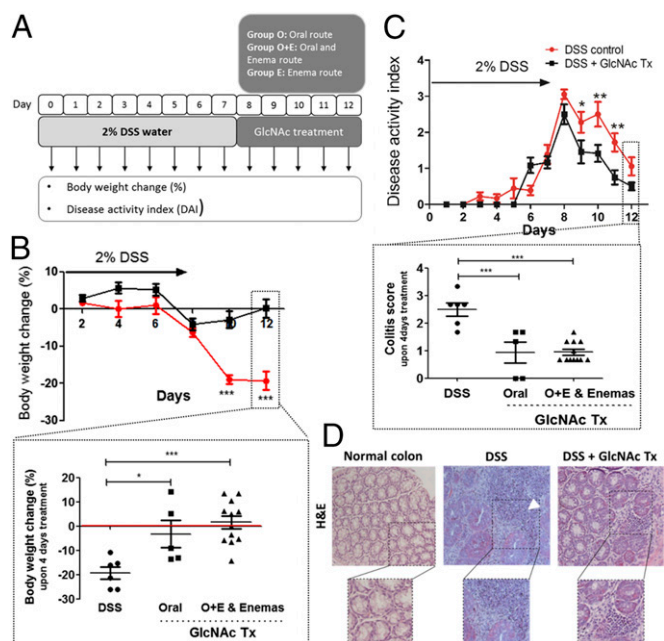 A
Group O: Oral route
Group O+E: Oral and
Enema route
Group E: Enema route
Day 0 1 2 3 4 5 6 7 8 9 10 11 12
2% DSS water GlcNAc treatment
• Body weight change (%)
• Disease activity index (DAI)
B
2% DSS
Body weight change (%)
10
0
-10
-20
-30
2 4 6 10 12
Days
***
***
Body weight change (%)
upon 4 days treatment
20
10
0
-10
-20
-30
***
*
DSS Oral O+E & Enemas
GlcNAc Tx
C
DSS control
DSS + GlcNAc Tx
2% DSS
Disease activity index
4
3
2
1
0
* ** **
0 2 4 6 8 10 12
Days
Colitis score
upon 4days treatment
4
3
2
1
0
***
***
DSS Oral O+E & Enemas
GlcNAc Tx
D
Normal colon DSS DSS + GlcNAc Tx
H&E